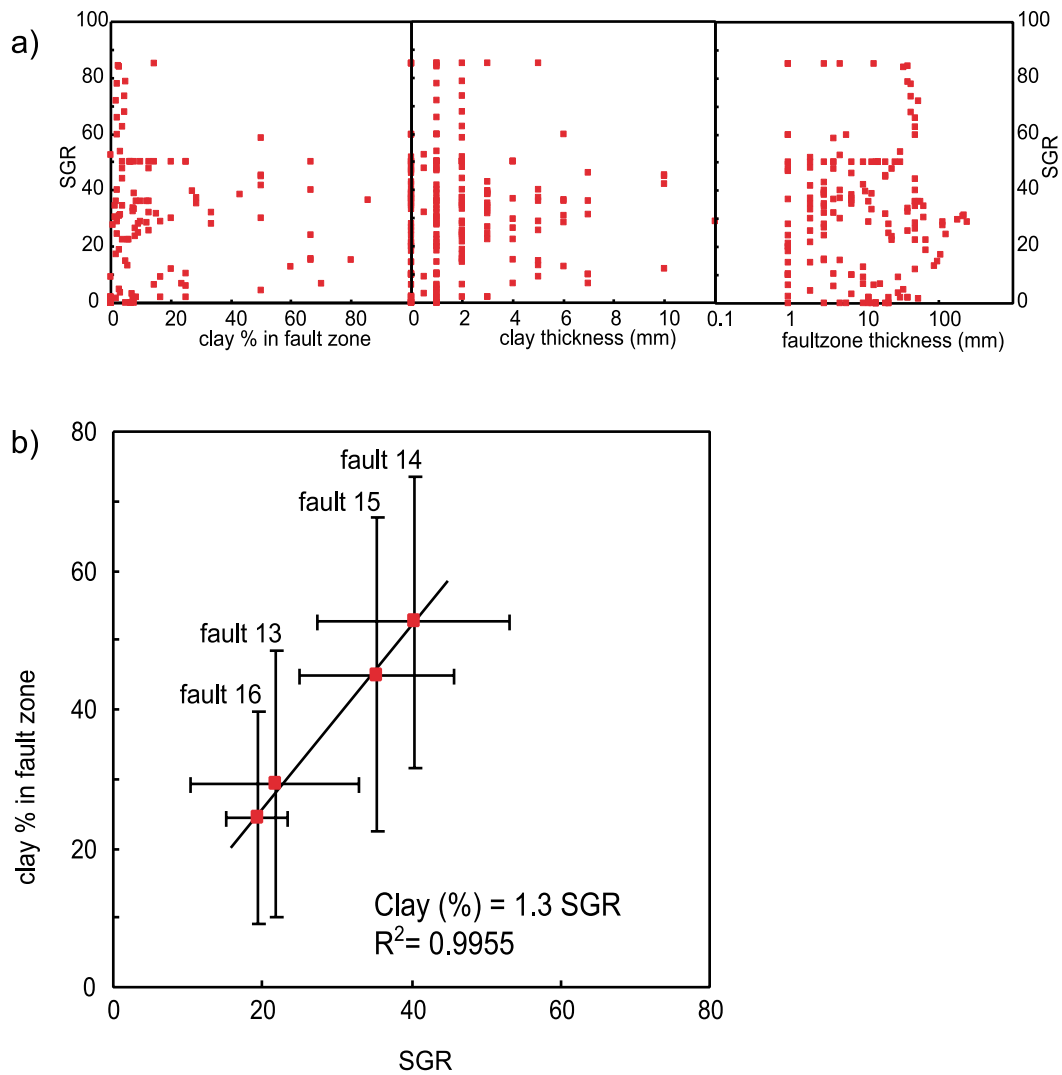 a)
100
80
60
40
20
0
SGR
0 20 40 60 80
clay % in fault zone
0 2 4 6 8 10
clay thickness (mm)
0.1 1 10 100
faultzone thickness (mm)
100
80
60
40
20
0
SGR
b)
80
60
40
20
0
clay % in fault zone
fault 14
fault 15
fault 13
fault 16
Clay (%) = 1.3 SGR
R²= 0.9955
0 20 40 60 80
SGR